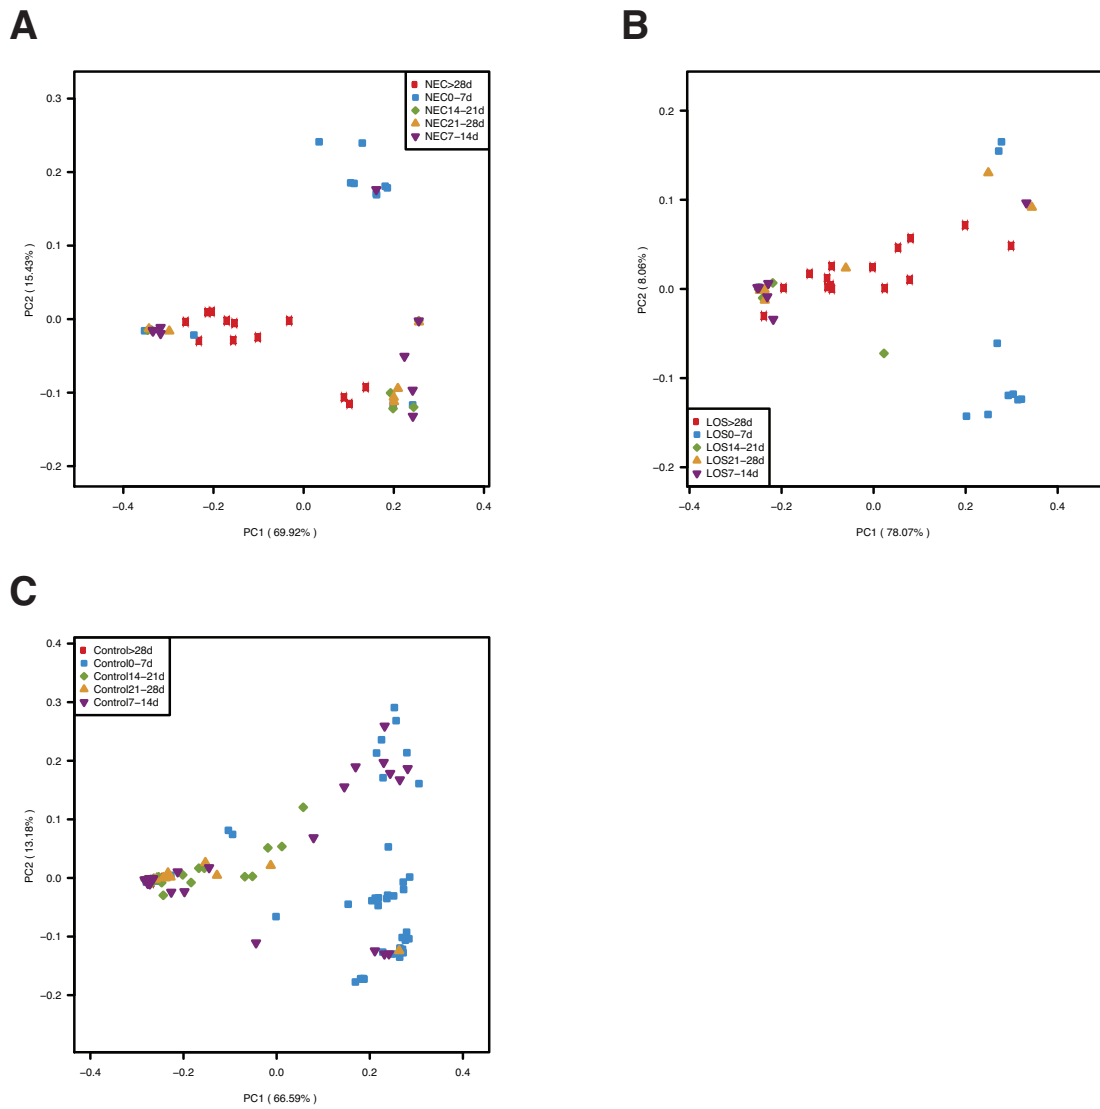 A
B
NEC>28d
NEC0−7d
NEC14−21d
NEC21−28d
NEC7−14d
0.3
0.2
0.1
0.0
−0.1
−0.2
PC2 ( 15.43% )
−0.4
−0.2
0.0
0.2
0.4
PC1 ( 69.92% )
0.2
0.1
0.0
−0.1
−0.2
PC2 ( 8.06% )
LOS>28d
LOS0−7d
LOS14−21d
LOS21−28d
LOS7−14d
−0.4
−0.2
0.0
0.2
0.4
PC1 ( 78.07% )
C
Control>28d
Control0−7d
Control14−21d
Control21−28d
Control7−14d
0.4
0.3
0.2
0.1
0.0
−0.1
−0.2
PC2 ( 13.18% )
−0.4
−0.2
0.0
0.2
0.4
PC1 ( 66.59% )